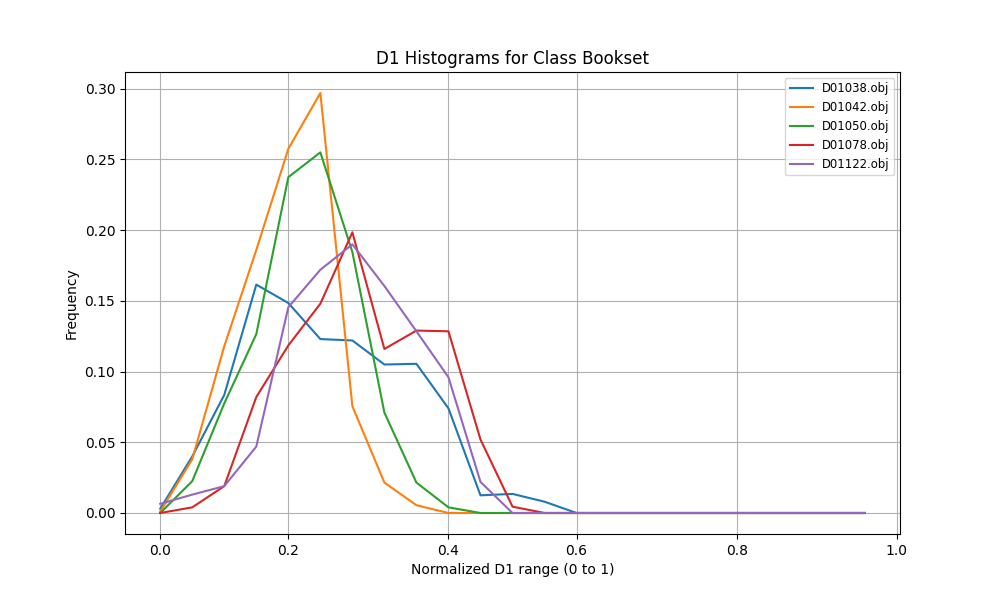 D1 Histograms for Class Bookset
D01038.obj
D01042.obj
D01050.obj
D01078.obj
D01122.obj
Frequency
0.30
0.25
0.20
0.15
0.10
0.05
0.00
0.0 0.2 0.4 0.6 0.8 1.0
Normalized D1 range (0 to 1)